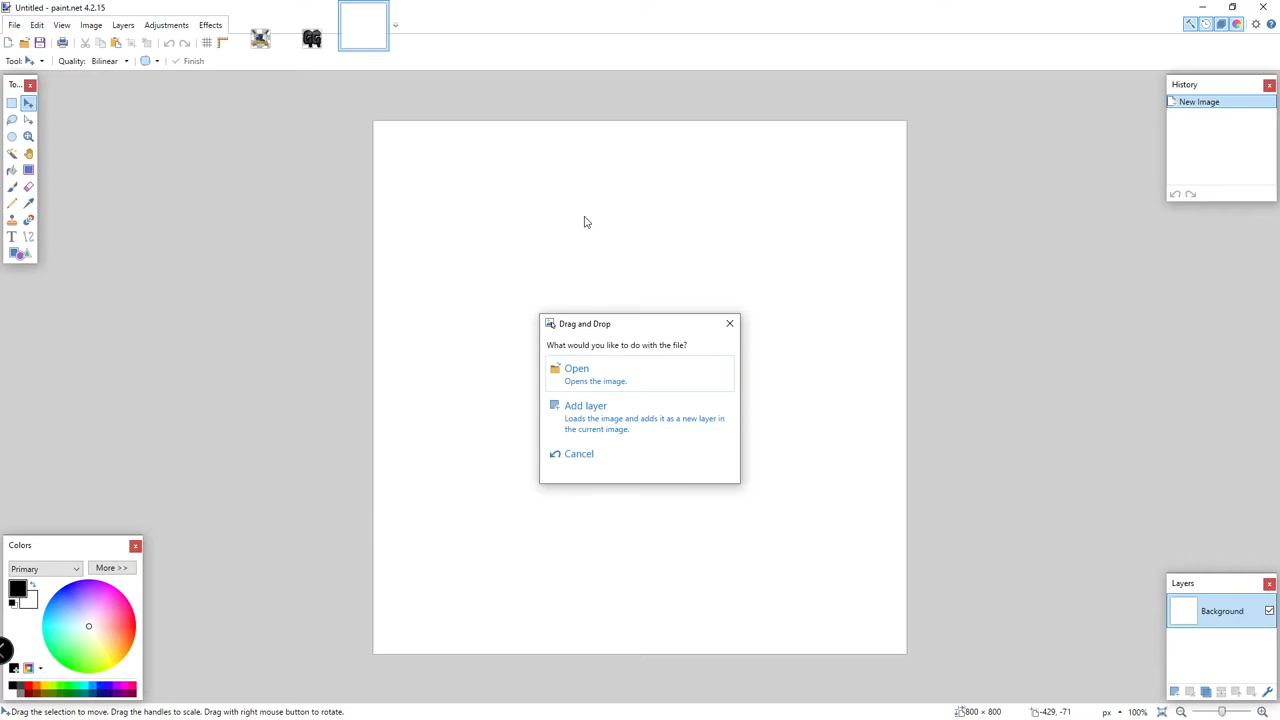 Untitled - paint.net 4.2.15
File Edit View Image Layers Adjustments Effects
Tool: Quality: Bilinear Finish
To...
History
New Image
Drag and Drop
What would you like to do with the file?
Open
Opens the image.
Add layer
Loads the image and adds it as a new layer in
the current image.
Cancel
Colors
Primary More >>
Layers
Background
Drag the selection to move. Drag the handles to scale. Drag with right mouse button to rotate. 800 × 800 -429, -71 px 100%